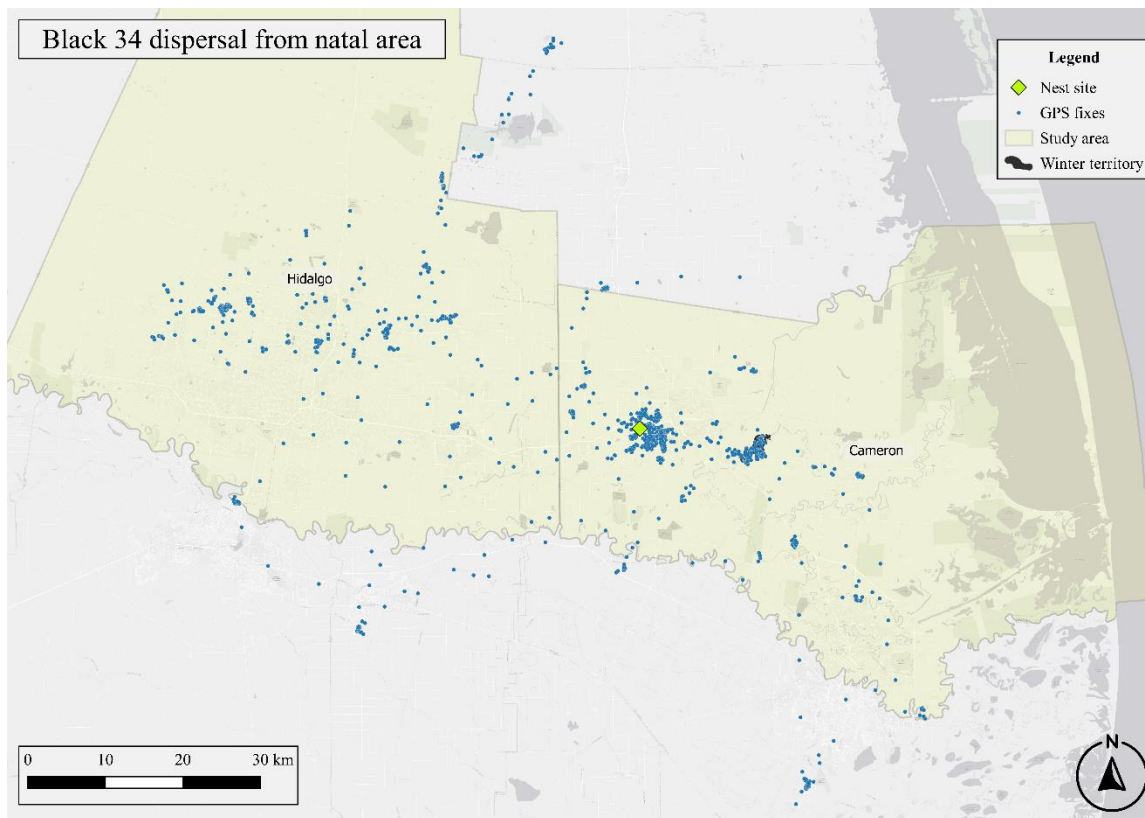 Black 34 dispersal from natal area
Legend
Nest site
GPS fixes
Study area
Winter territory
Hidalgo
Cameron
0 10 20 30 km
N